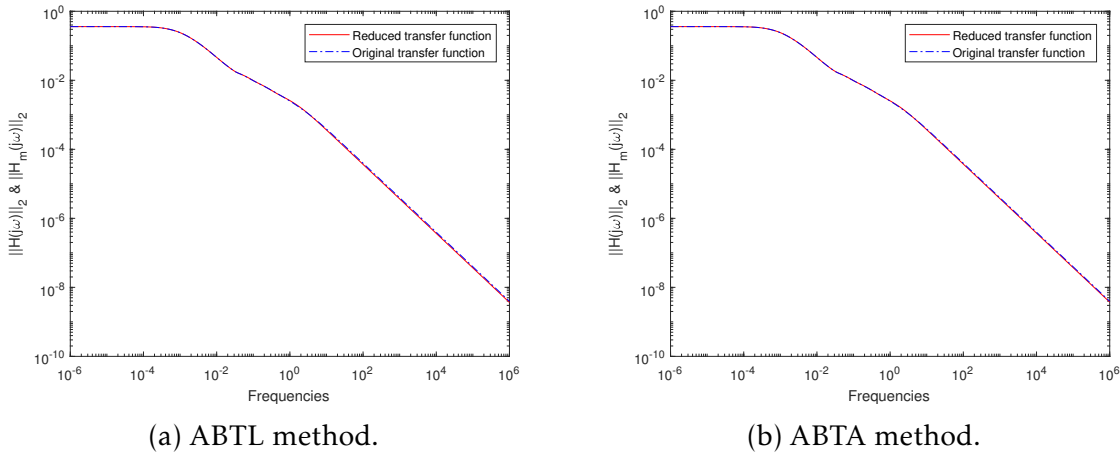 10^0
10^-2
10^-4
10^-6
10^-8
10^-10
||H(jω)||_2 & ||H_m(jω)||_2
Reduced transfer function
Original transfer function
10^-6 10^-4 10^-2 10^0 10^2 10^4 10^6
Frequencies
(a) ABTL method.
10^0
10^-2
10^-4
10^-6
10^-8
10^-10
||H(jω)||_2 & ||H_m(jω)||_2
Reduced transfer function
Original transfer function
10^-6 10^-4 10^-2 10^0 10^2 10^4 10^6
Frequencies
(b) ABTA method.